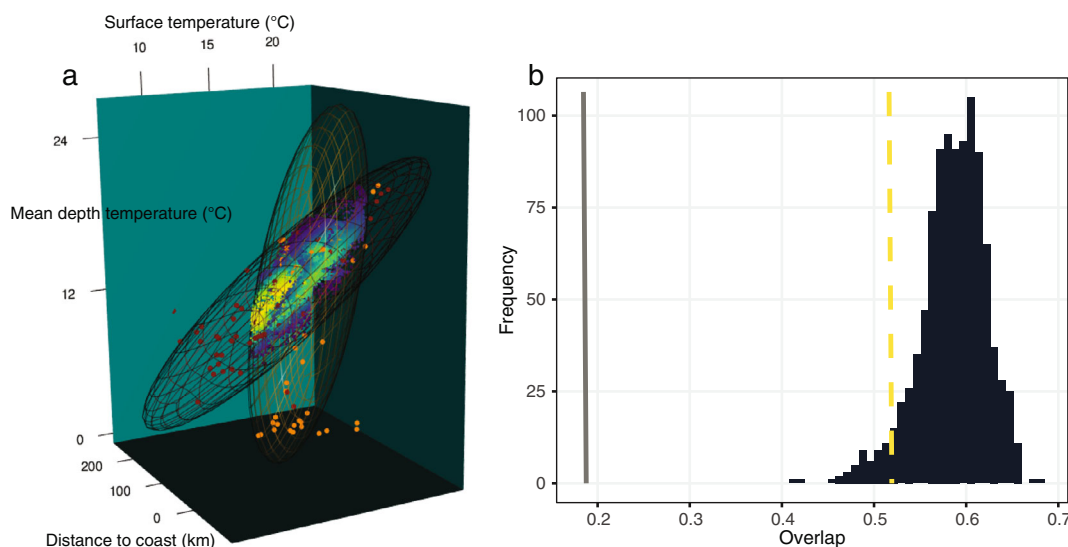 Surface temperature (°C)
10
15
20
a
24
Mean depth temperature (°C)
12
0
200
100
0
Distance to coast (km)
b
Frequency
100
75
50
25
0
0.2
0.3
0.4
0.5
0.6
0.7
Overlap